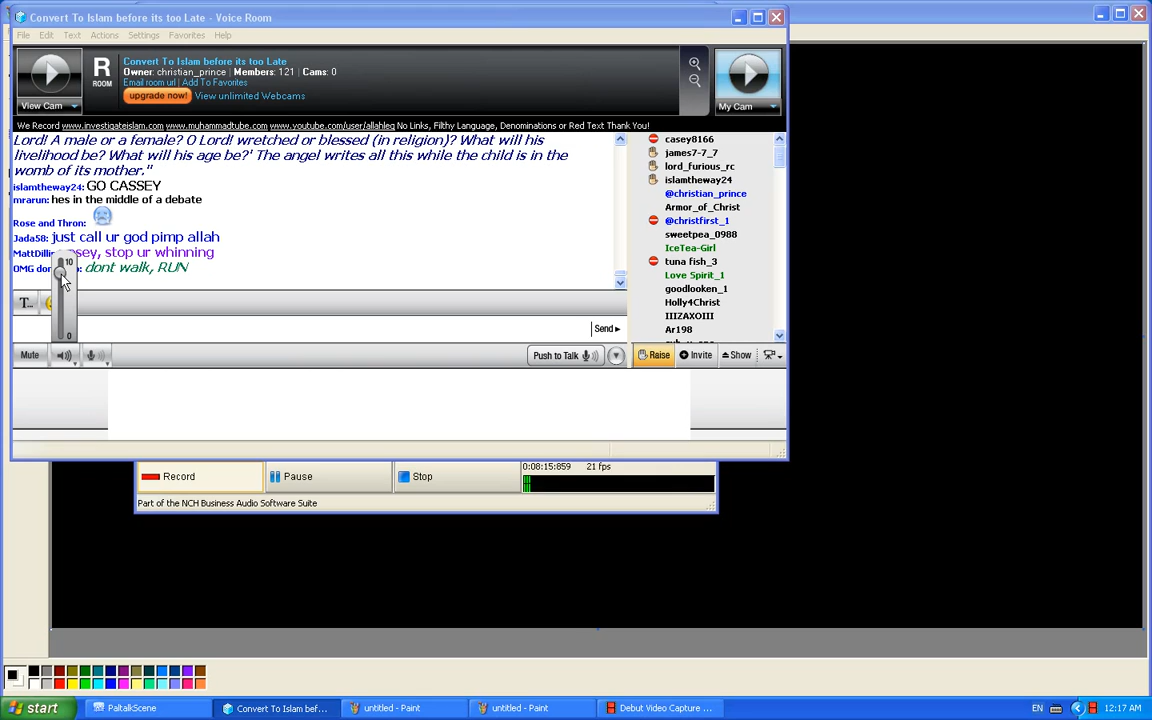 Convert To Islam before its too Late - Voice Room
File Edit Text Actions Settings Favorites Help
View Cam
R
ROOM
Convert To Islam before its too Late
Owner: christian_prince | Members: 121 | Cams: 0
Email room url | Add To Favorites
upgrade now! View unlimited Webcams
My Cam
We Record www.investigateislam.com www.muhammadtube.com www.youtube.com/user/allahleq No Links, Filthy Language, Denominations or Red Text Thank You!
Lord! A male or a female? O Lord! wretched or blessed (in religion)? What will his
livelihood be? What will his age be?' The angel writes all this while the child is in the
womb of its mother."
islamtheway24: GO CASSEY
mrarun: hes in the middle of a debate
Rose and Thron:
Jada58: just call ur god pimp allah
stop ur whinning
dont walk, RUN
10
0
T...
Send
Mute
Push to Talk
casey8166
james7-7_7
lord_furious_rc
islamtheway24
@christian_prince
Armor_of_Christ
@christfirst_1
sweetpea_0988
IceTea-Girl
tuna fish_3
Love Spirit_1
goodlooken_1
Holly4Christ
IIIZAXOIII
Ar198
Raise Invite Show
Record Pause Stop
0:08:15:859 21 fps
Part of the NCH Business Audio Software Suite
start PaltalkScene Convert To Islam bef... untitled - Paint untitled - Paint Debut Video Capture ... EN 12:17 AM